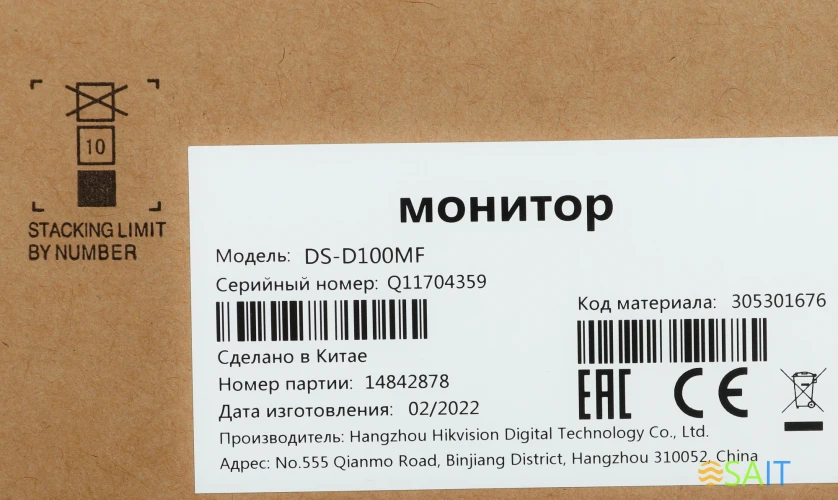 10
STACKING LIMIT
BY NUMBER
монитор
Модель: DS-D100MF
Серийный номер: Q11704359
Код материала: 305301676
Сделано в Китае
Номер партии: 14842878
Дата изготовления: 02/2022
EAC CE
Производитель: Hangzhou Hikvision Digital Technology Co., Ltd.
Адрес: No.555 Qianmo Road, Binjiang District, Hangzhou 310052, China
SAIT